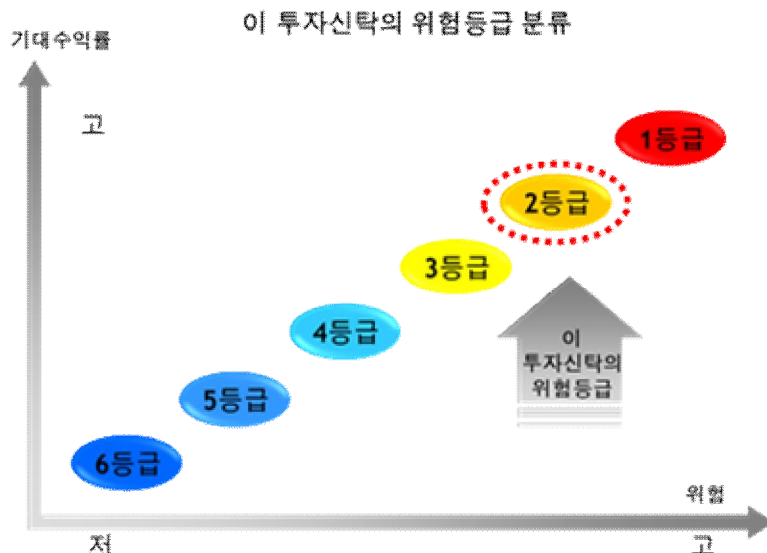 이 투자신탁의 위험등급 분류
기대수익률
고
1등급
2등급
3등급
4등급
5등급
6등급
이
투자신탁의
위험등급
위험
저
고